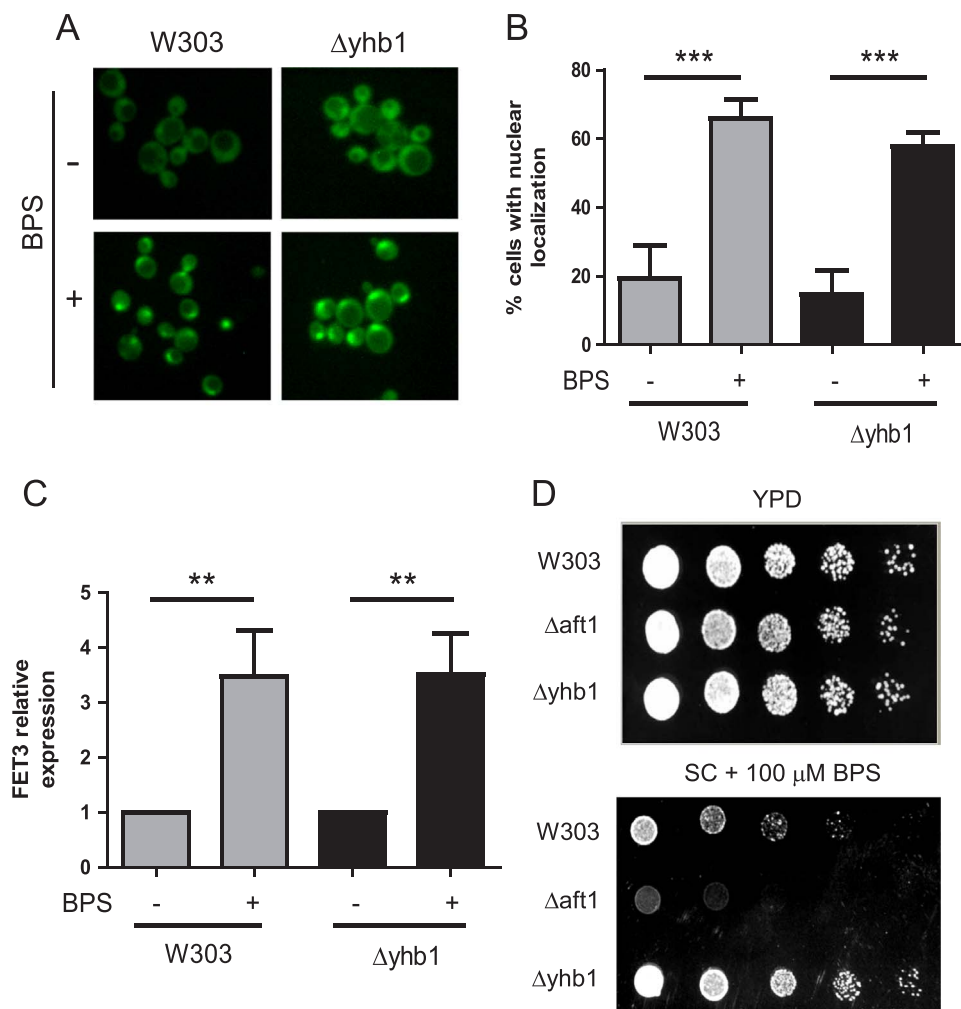 A
W303
Δyhb1
BPS
-
+
B
% cells with nuclear
localization
80
60
40
20
0
***
***
BPS
-
+
-
+
W303
Δyhb1
C
FET3 relative
expression
5
4
3
2
1
0
**
**
BPS
-
+
-
+
W303
Δyhb1
D
YPD
W303
Δaft1
Δyhb1
SC + 100 μM BPS
W303
Δaft1
Δyhb1